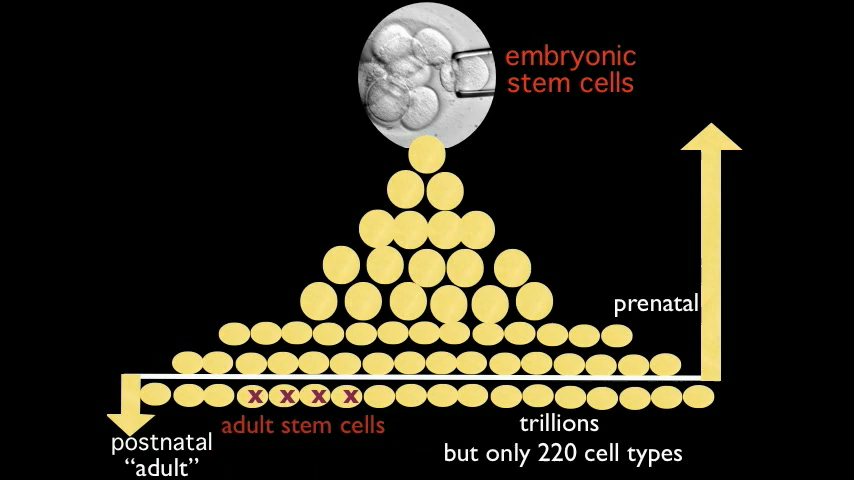 embryonic
stem cells
prenatal
x x x x
adult stem cells
trillions
but only 220 cell types
postnatal
“adult”